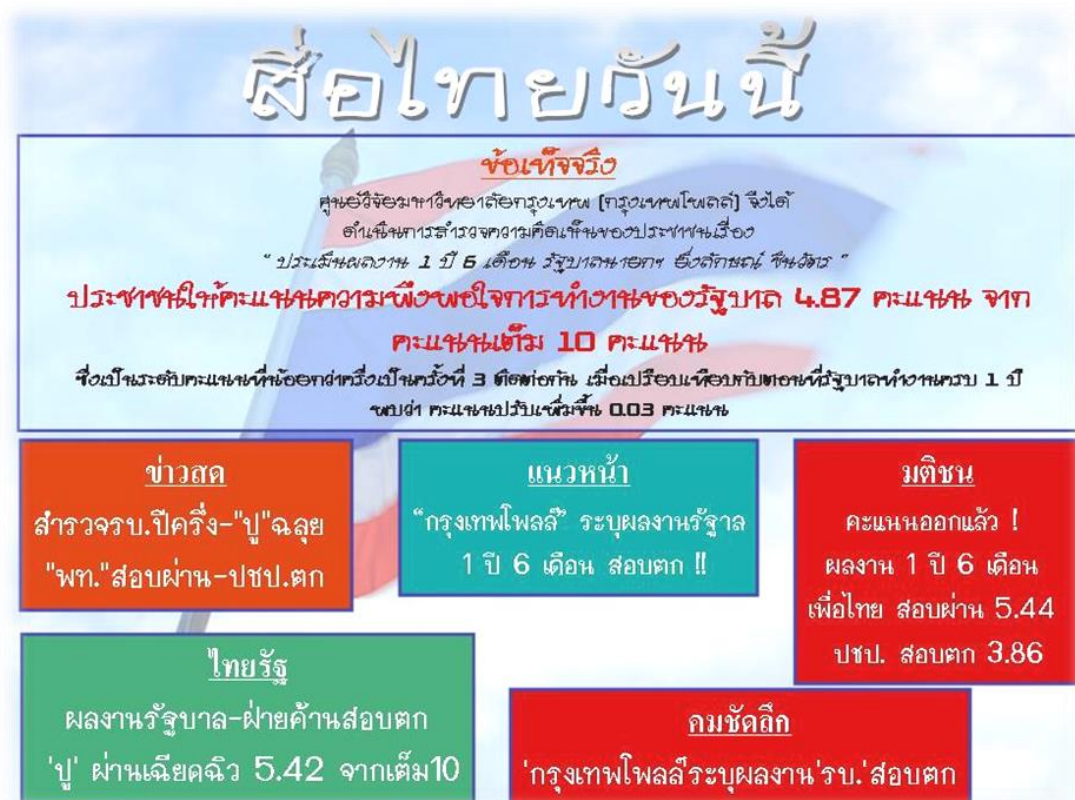 สื่อไทยวันนี้
ข้อเท็จจริง
ศูนย์วิจัยมหาวิทยาลัยกรุงเทพ (กรุงเทพโพลล์) จึงได้
ดำเนินการสำรวจความคิดเห็นของประชาชนเรื่อง
" ประเมินผลงาน 1 ปี 6 เดือน รัฐบาลนายกฯ ยิ่งลักษณ์ ชินวัตร "
ประชาชนให้คะแนนความพึงพอใจการทำงานของรัฐบาล 4.87 คะแนน จาก
คะแนนเต็ม 10 คะแนน
ซึ่งเป็นระดับคะแนนที่น้อยกว่าครึ่งเป็นครั้งที่ 3 ติดต่อกัน เมื่อเปรียบเทียบกับตอนที่รัฐบาลทำงานครบ 1 ปี
พบว่า คะแนนปรับเพิ่มขึ้น 0.03 คะแนน
ข่าวสด
สำรวจรบ.ปีครึ่ง-"ปู"ฉลุย
"พท."สอบผ่าน-ปชป.ตก
แนวหน้า
"กรุงเทพโพลล์" ระบุผลงานรัฐาล
1 ปี 6 เดือน สอบตก !!
มติชน
คะแนนออกแล้ว !
ผลงาน 1 ปี 6 เดือน
เพื่อไทย สอบผ่าน 5.44
ปชป. สอบตก 3.86
ไทยรัฐ
ผลงานรัฐบาล-ฝ่ายค้านสอบตก
'ปู' ผ่านเฉียดฉิว 5.42 จากเต็ม10
คมชัดลึก
'กรุงเทพโพลล์ระบุผลงาน'รบ.'สอบตก